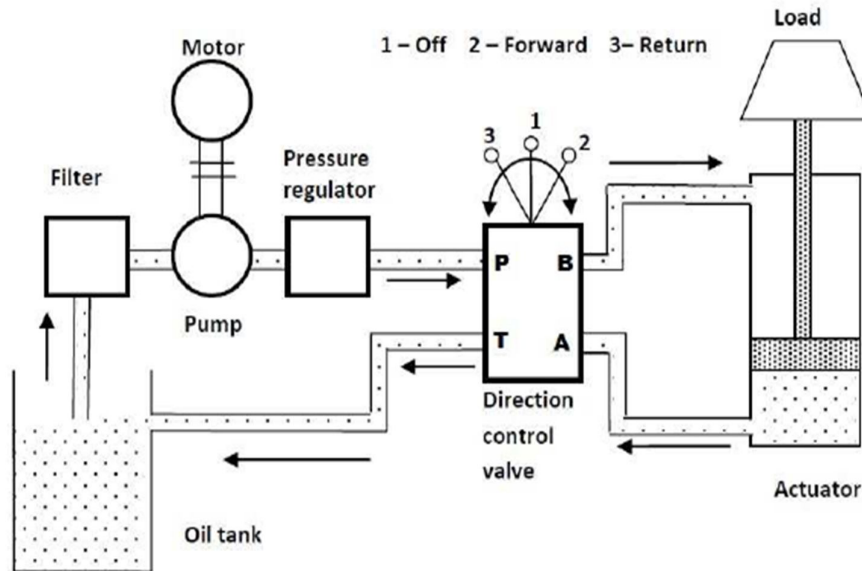 Load
Motor
1 – Off 2 – Forward 3– Return
1
3
2
Pressure
regulator
Filter
P
B
Pump
T
A
Direction
control
valve
Actuator
Oil tank